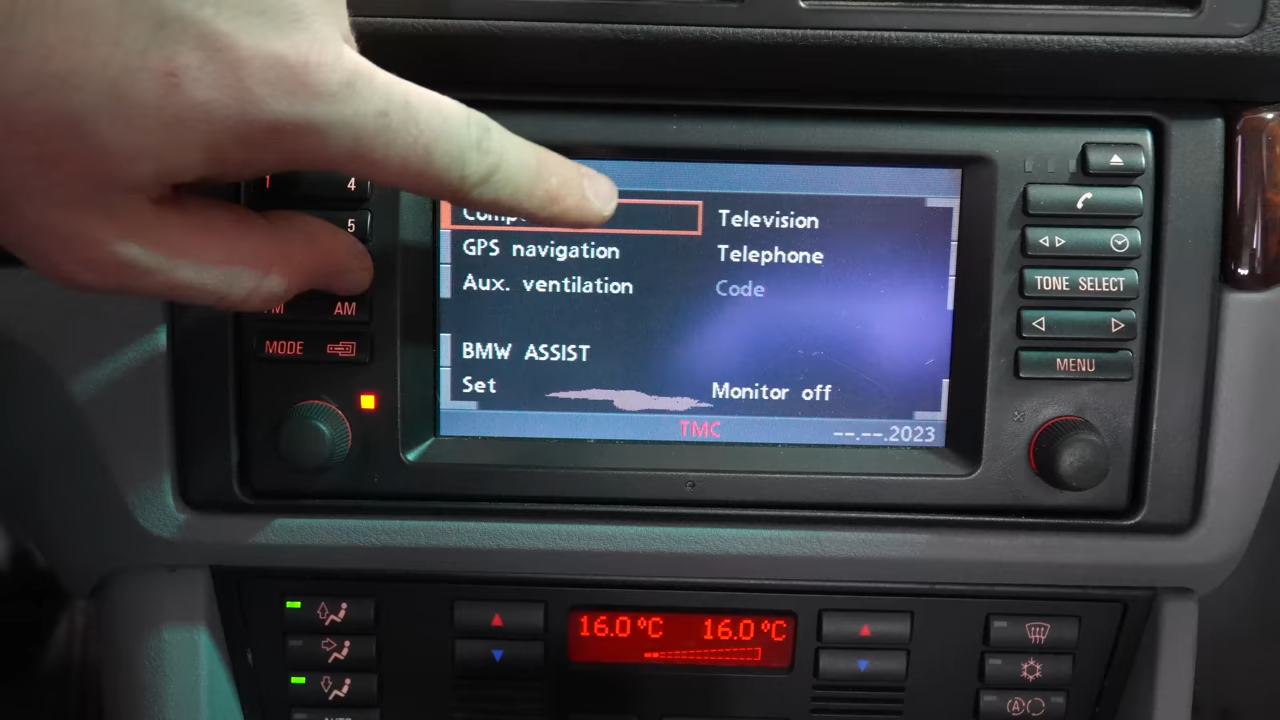 1 4
5
AM
MODE
GPS navigation
Aux. ventilation
BMW ASSIST
Set
Television
Telephone
Code
Monitor off
TMC
--.--.2023
TONE SELECT
MENU
16.0°C 16.0°C